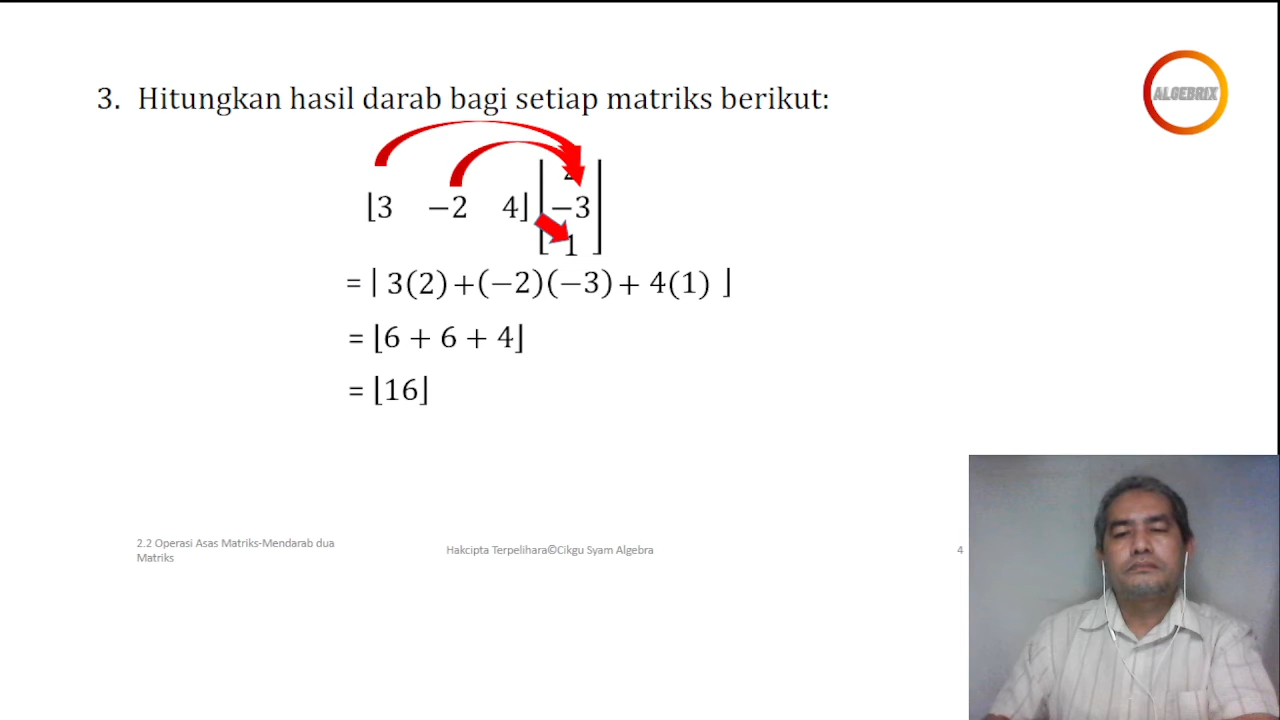 3. Hitungkan hasil darab bagi setiap matriks berikut:
ALGEBRIX
⌊3 −2 4⌋
−3
1
= ⌊ 3(2) + (−2)(−3) + 4(1) ⌋
= ⌊6 + 6 + 4⌋
= ⌊16⌋
2.2 Operasi Asas Matriks-Mendarab dua
Matriks
Hakcipta Terpelihara©Cikgu Syam Algebra
4